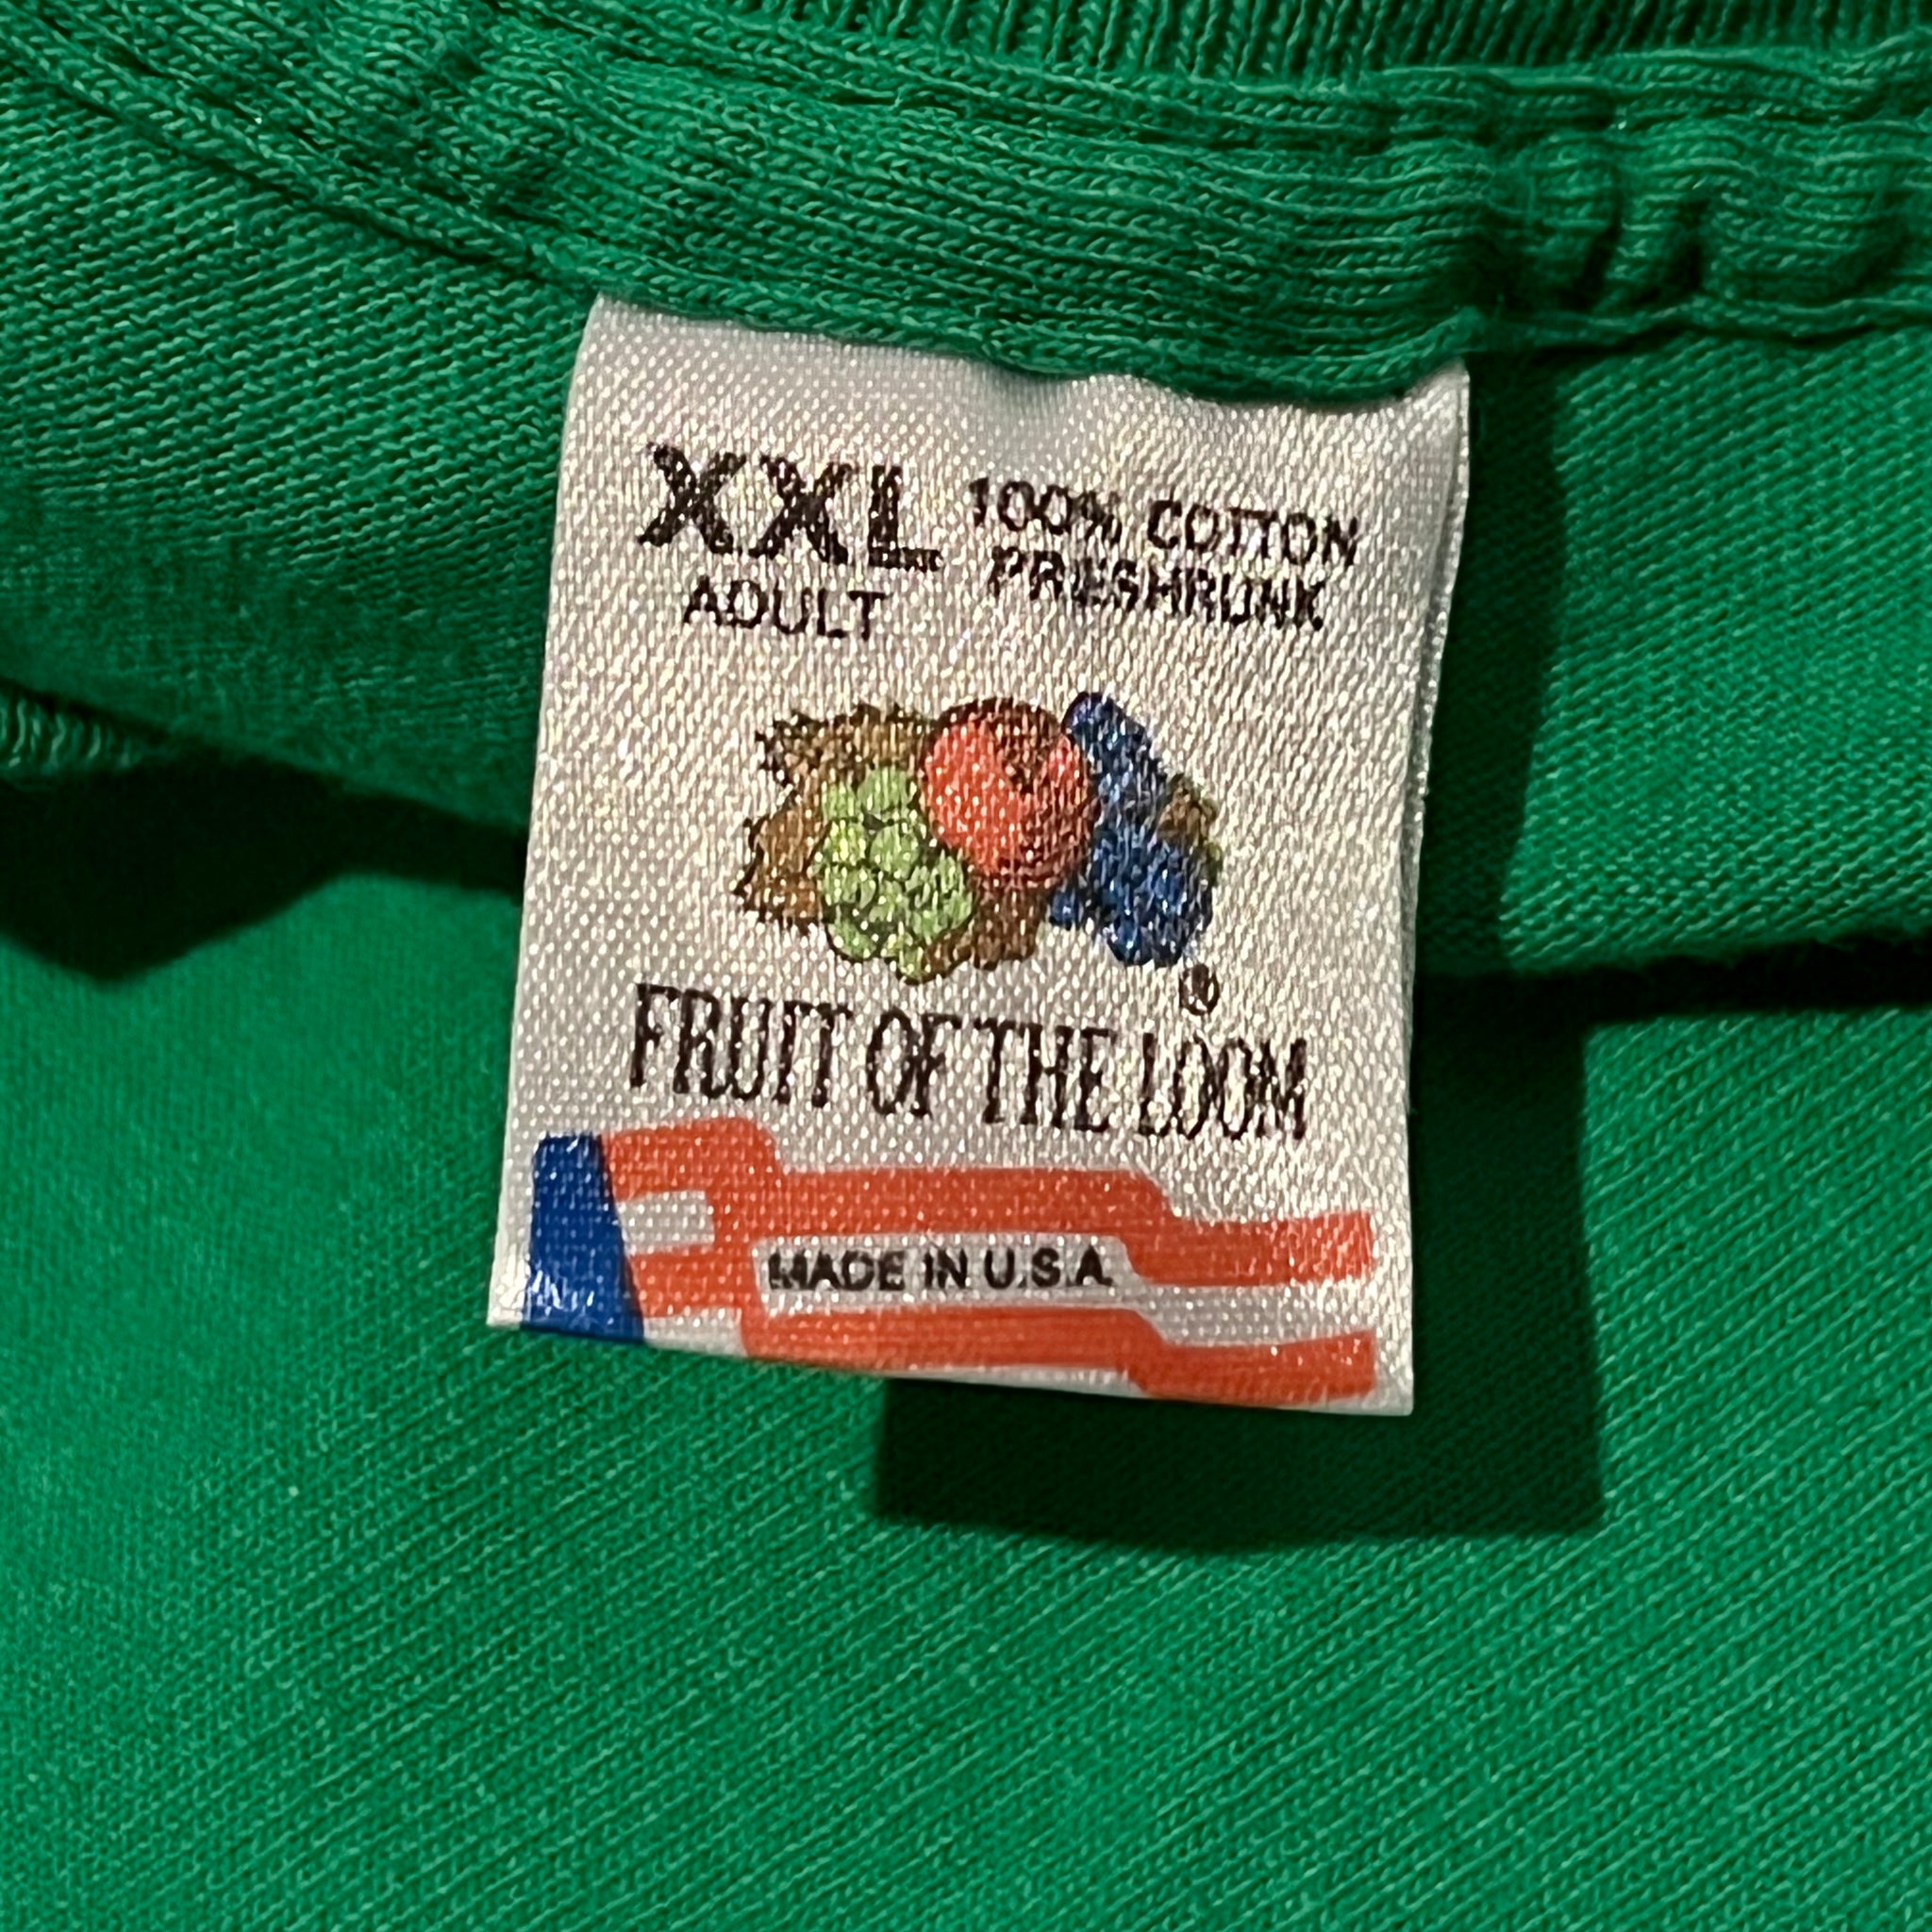 XXL 100% COTTON
ADULT PRESHRUNK
®
FRUIT OF THE LOOM
MADE IN U.S.A.